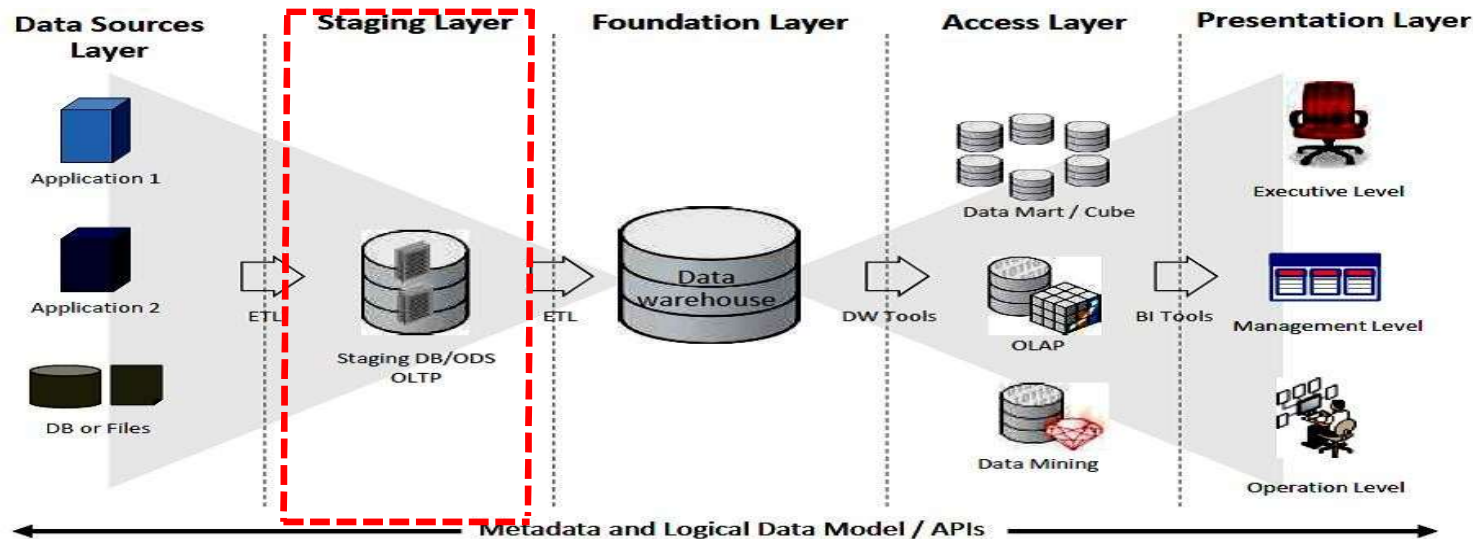 Data Sources
Layer
Staging Layer
Foundation Layer
Access Layer
Presentation Layer
Application 1
Application 2
DB or Files
ETL
Staging DB/ODS
OLTP
ETL
Data
warehouse
DW Tools
Data Mart / Cube
OLAP
Data Mining
BI Tools
Executive Level
Management Level
Operation Level
Metadata and Logical Data Model / APIs